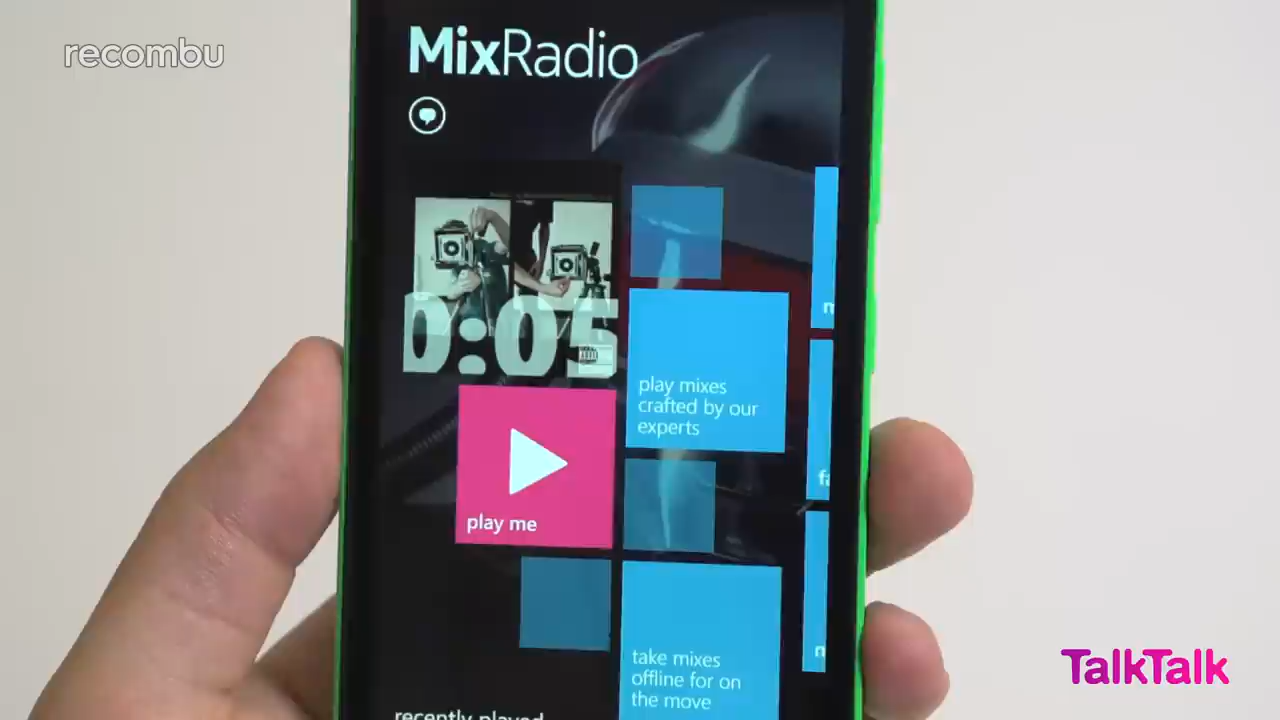 recombu
MixRadio
0:05
play me
play mixes
crafted by our
experts
take mixes
offline for on
the move
recently played
TalkTalk